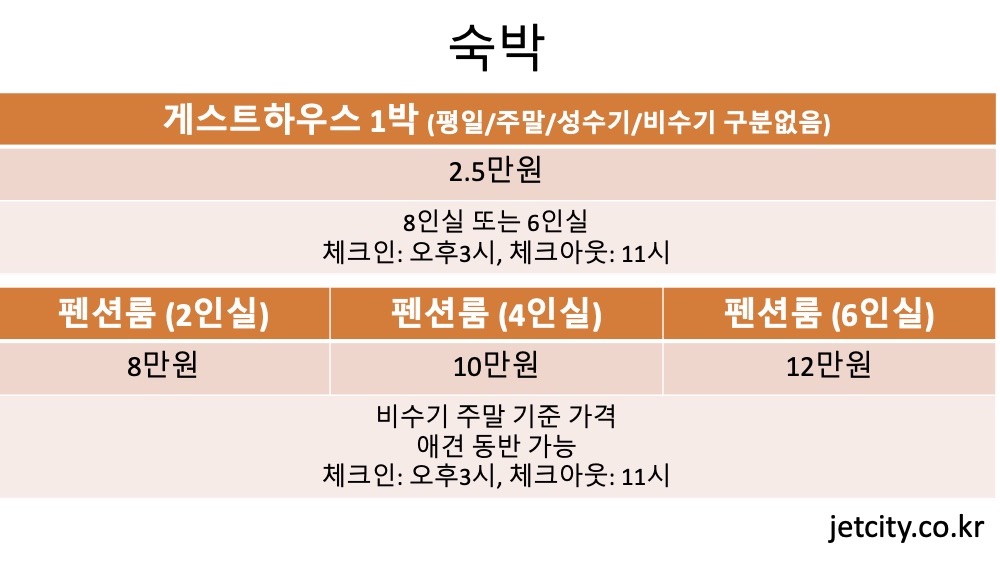 숙박
게스트하우스 1박 (평일/주말/성수기/비수기 구분없음)
2.5만원
8인실 또는 6인실
체크인: 오후3시, 체크아웃: 11시
펜션룸 (2인실) 펜션룸 (4인실) 펜션룸 (6인실)
8만원 10만원 12만원
비수기 주말 기준 가격
애견 동반 가능
체크인: 오후3시, 체크아웃: 11시
jetcity.co.kr